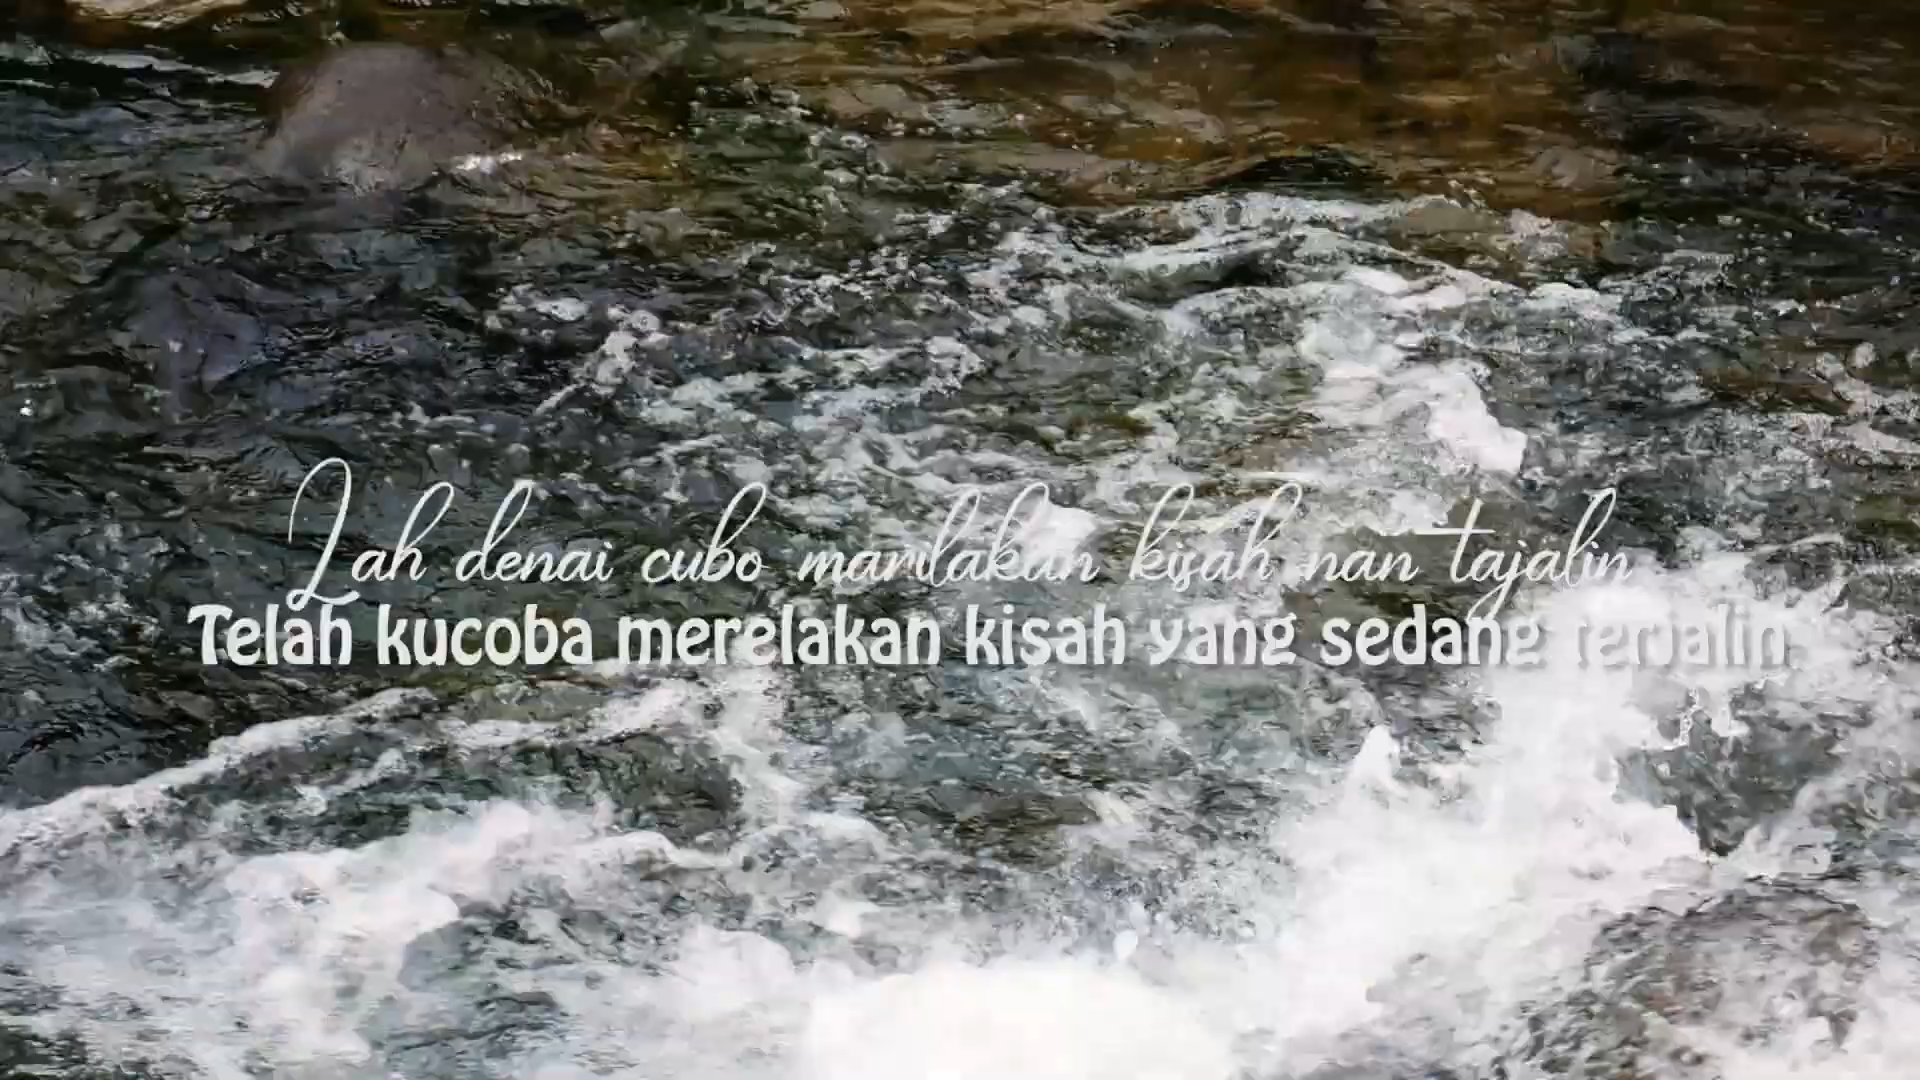 Lah denai cubo marilakan kisah nan tajalin
Telah kucoba merelakan kisah yang sedang terjalin